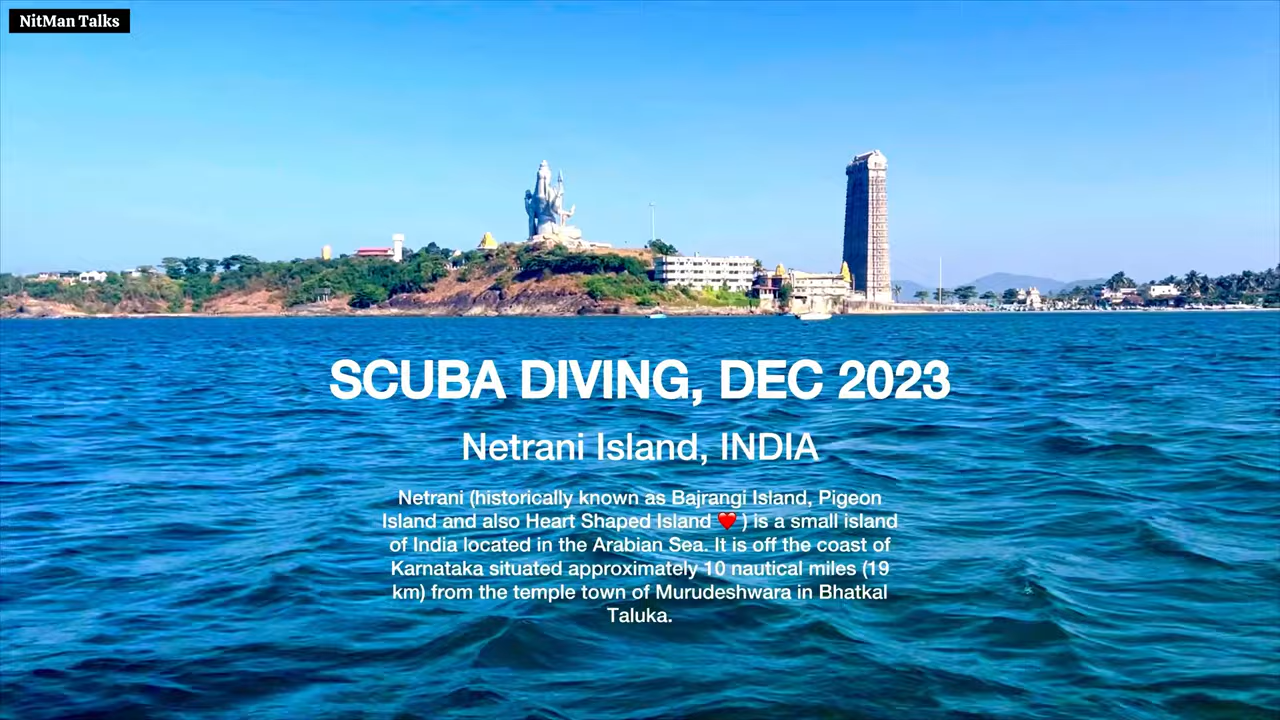 NitMan Talks
SCUBA DIVING, DEC 2023
Netrani Island, INDIA
Netrani (historically known as Bajrangi Island, Pigeon
Island and also Heart Shaped Island ❤️) is a small island
of India located in the Arabian Sea. It is off the coast of
Karnataka situated approximately 10 nautical miles (19
km) from the temple town of Murudeshwara in Bhatkal
Taluka.